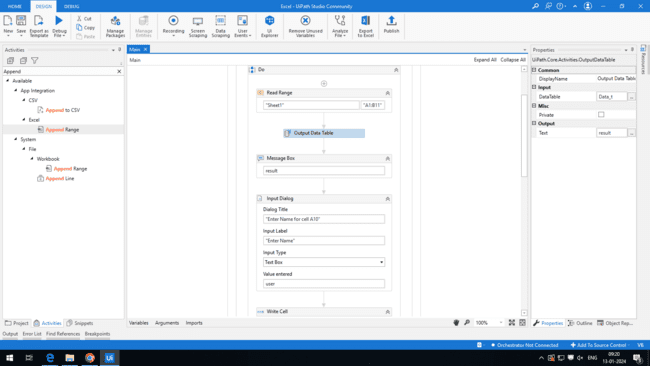 HOME DESIGN DEBUG Excel - UiPath Studio Community
New Save Export as Template Debug File Cut Copy Paste Manage Packages Manage Entities Recording Screen Scraping Data Scraping User Events UI Explorer Remove Unused Variables Analyze File Export to Excel Publish
Activities
Append
Available
App Integration
CSV
Append to CSV
Excel
Append Range
System
File
Workbook
Append Range
Append Line
Project Activities Snippets
Main
Main Expand All Collapse All
Do
Read Range
"Sheet1" "A1:B11"
Output Data Table
Message Box
result
Input Dialog
Dialog Title
"Enter Name for cell A10"
Input Label
"Enter Name"
Input Type
Text Box
Value entered
user
Write Cell
Variables Arguments Imports 100%
Properties
UiPath.Core.Activities.OutputDataTable
Common
DisplayName Output Data Table
Input
DataTable Data_t ...
Misc
Private
Output
Text result ...
Resources
Properties Outline Object Rep...
Output Error List Find References Breakpoints
Orchestrator Not Connected Add To Source Control VB
ENG 09:20
13-01-2024